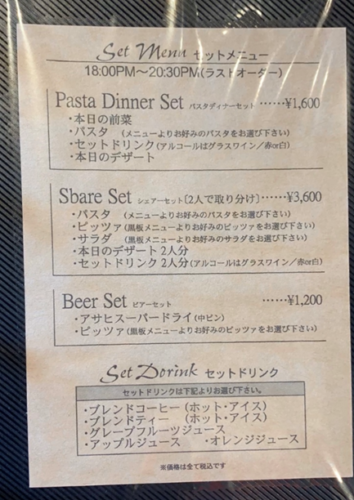 Set Menu セットメニュー
18:00PM〜20:30PM(ラストオーダー)
Pasta Dinner Set パスタディナーセット ……¥1,600
・本日の前菜
・パスタ (メニューよりお好みのパスタをお選び下さい)
・セットドリンク(アルコールはグラスワイン／赤or白)
・本日のデザート
Sbare Set シェアーセット〔2人で取り分け〕……¥3,600
・パスタ (メニューよりお好みのパスタをお選び下さい)
・ピッツァ(黒板メニューよりお好みのピッツァをお選び下さい)
・サラダ (黒板メニューよりお好みのサラダをお選び下さい)
・本日のデザート 2人分
・セットドリンク 2人分(アルコールはグラスワイン／赤or白)
Beer Set ビアーセット ……¥1,200
・アサヒスーパードライ(中ビン)
・ピッツァ(黒板メニューよりお好みのピッツァをお選び下さい)
Set Dorink セットドリンク
セットドリンクは下記よりお選び下さい。
・ブレンドコーヒー(ホット・アイス)
・ブレンドティー (ホット・アイス)
・グレープフルーツジュース
・アップルジュース ・オレンジジュース
※価格は全て税込です